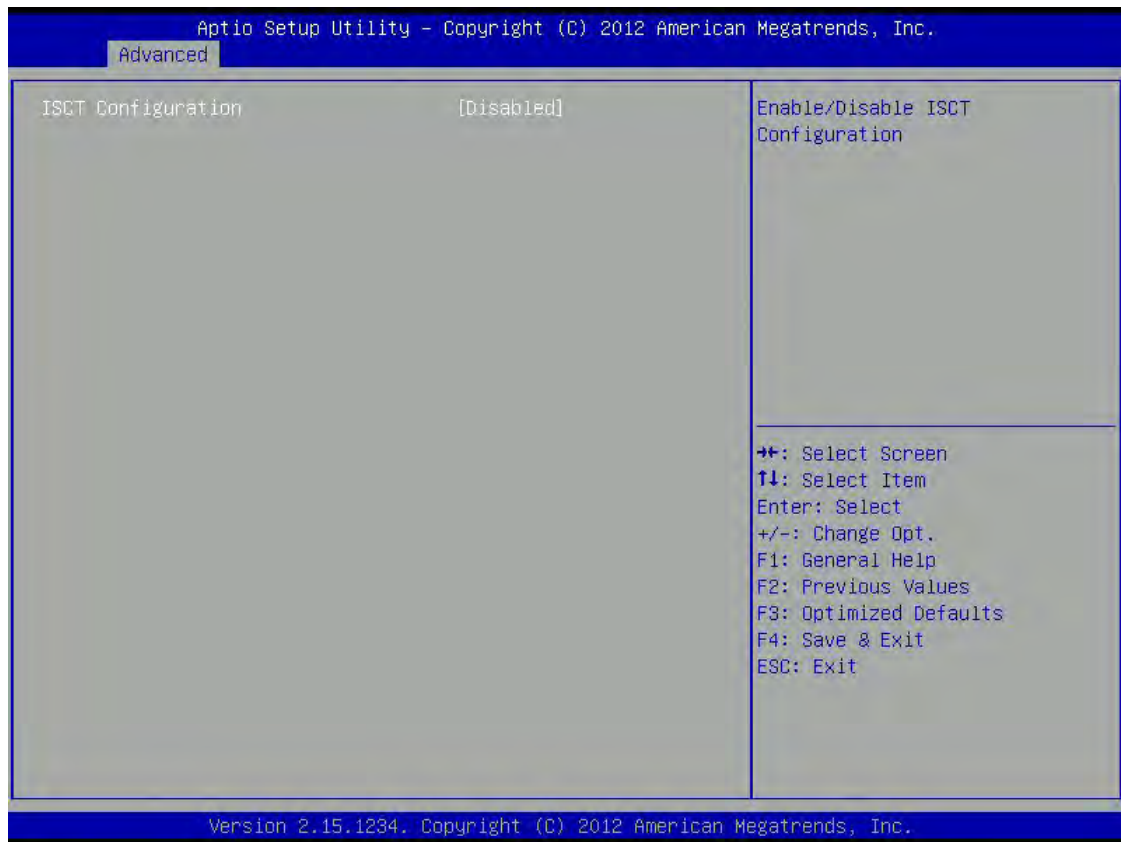 Aptio Setup Utility – Copyright (C) 2012 American Megatrends, Inc.
Advanced
ISCT Configuration [Disabled]
Enable/Disable ISCT
Configuration
→←: Select Screen
↑↓: Select Item
Enter: Select
+/-: Change Opt.
F1: General Help
F2: Previous Values
F3: Optimized Defaults
F4: Save & Exit
ESC: Exit
Version 2.15.1234. Copyright (C) 2012 American Megatrends, Inc.